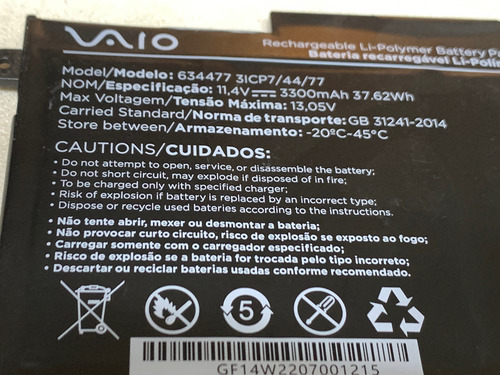 VAIO
Rechargeable Li-Polymer Battery
Bateria recarregável
Model/Modelo: 634477 3ICP7/44/77
NOM/Especificação: 11,4V⎓ 3300mAh 37.62Wh
Max Voltagem/Tensão Máxima: 13,05V
Carried Standard/Norma de transporte: GB 31241-2014
Store between/Armazenamento: -20ºC-45ºC
CAUTIONS/CUIDADOS:
• Do not attempt to open, service, or disassemble the battery;
• Do not short circuit, may explode if disposed of in fire;
• To be charged only with specified charger;
• Risk of explosion if battery is replaced by an incorrect type;
• Dispose or recycle used bateries according to the instructions.
• Não tente abrir, mexer ou desmontar a bateria;
• Não provocar curto circuito, risco de explosão se exposto ao fogo;
• Carregar somente com o carregador especificado;
• Risco de explosão se a bateria for trocada pelo tipo incorreto;
• Descartar ou reciclar baterias usadas conforme recomendado.
5
GF14W2207001215